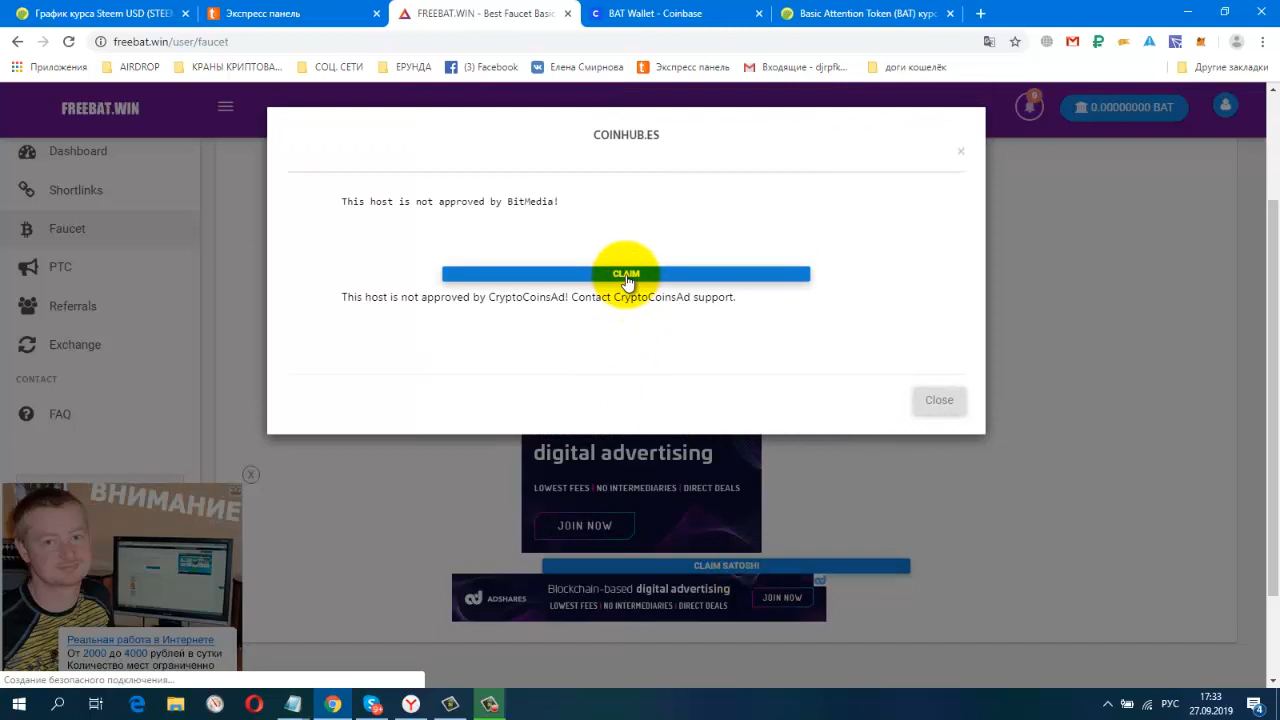 График курса Steem USD (STEE
Экспресс панель
FREEBAT.WIN - Best Faucet Basic
BAT Wallet - Coinbase
Basic Attention Token (BAT) курс
freebat.win/user/faucet
Приложения
AIRDROP
КРАНЫ КРИПТОВА...
СОЦ. СЕТИ
ЕРУНДА
(3) Facebook
Елена Смирнова
Экспресс панель
Входящие - djrpfk...
доги кошелёк
Другие закладки
FREEBAT.WIN
9
0.00000000 BAT
COINHUB.ES
×
Dashboard
Shortlinks
Faucet
PTC
Referrals
Exchange
CONTACT
FAQ
This host is not approved by BitMedia!
CLAIM
This host is not approved by CryptoCoinsAd! Contact CryptoCoinsAd support.
Close
digital advertising
LOWEST FEES | NO INTERMEDIARIES | DIRECT DEALS
JOIN NOW
CLAIM SATOSHI
ADSHARES
Blockchain-based digital advertising
LOWEST FEES | NO INTERMEDIARIES | DIRECT DEALS
JOIN NOW
X
ВНИМАНИЕ
Реальная работа в Интернете
От 2000 до 4000 рублей в сутки
Количество мест ограничено
Создание безопасного подключения...
РУС
17:33
27.09.2019
4